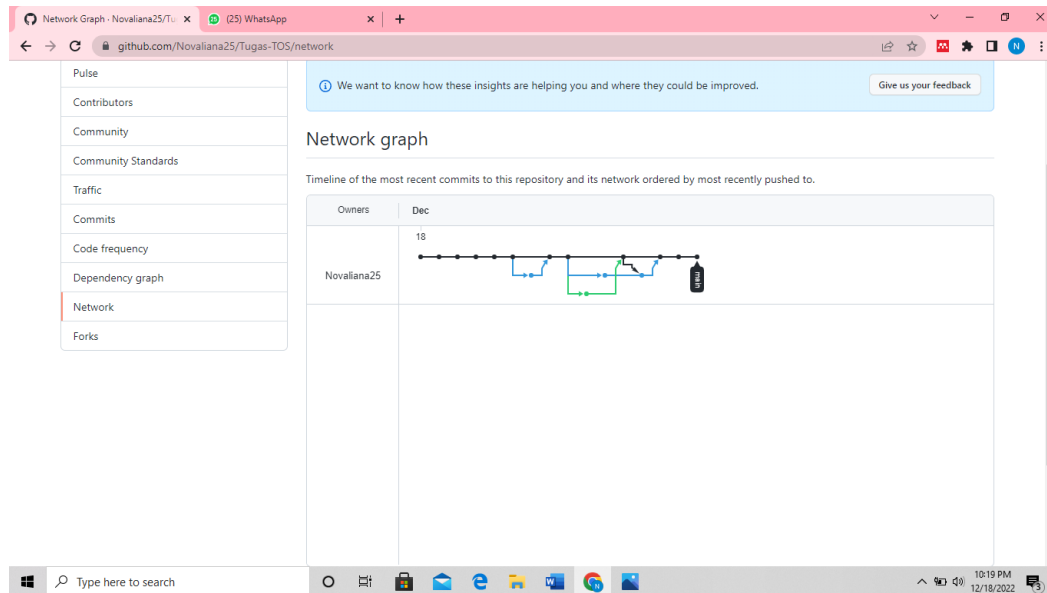 Network Graph · Novaliana25/Tu
(25) WhatsApp
github.com/Novaliana25/Tugas-TOS/network
N
Pulse
Contributors
Community
Community Standards
Traffic
Commits
Code frequency
Dependency graph
Network
Forks
We want to know how these insights are helping you and where they could be improved.
Give us your feedback
Network graph
Timeline of the most recent commits to this repository and its network ordered by most recently pushed to.
Owners
Dec
18
Novaliana25
main
Type here to search
10:19 PM
12/18/2022
3